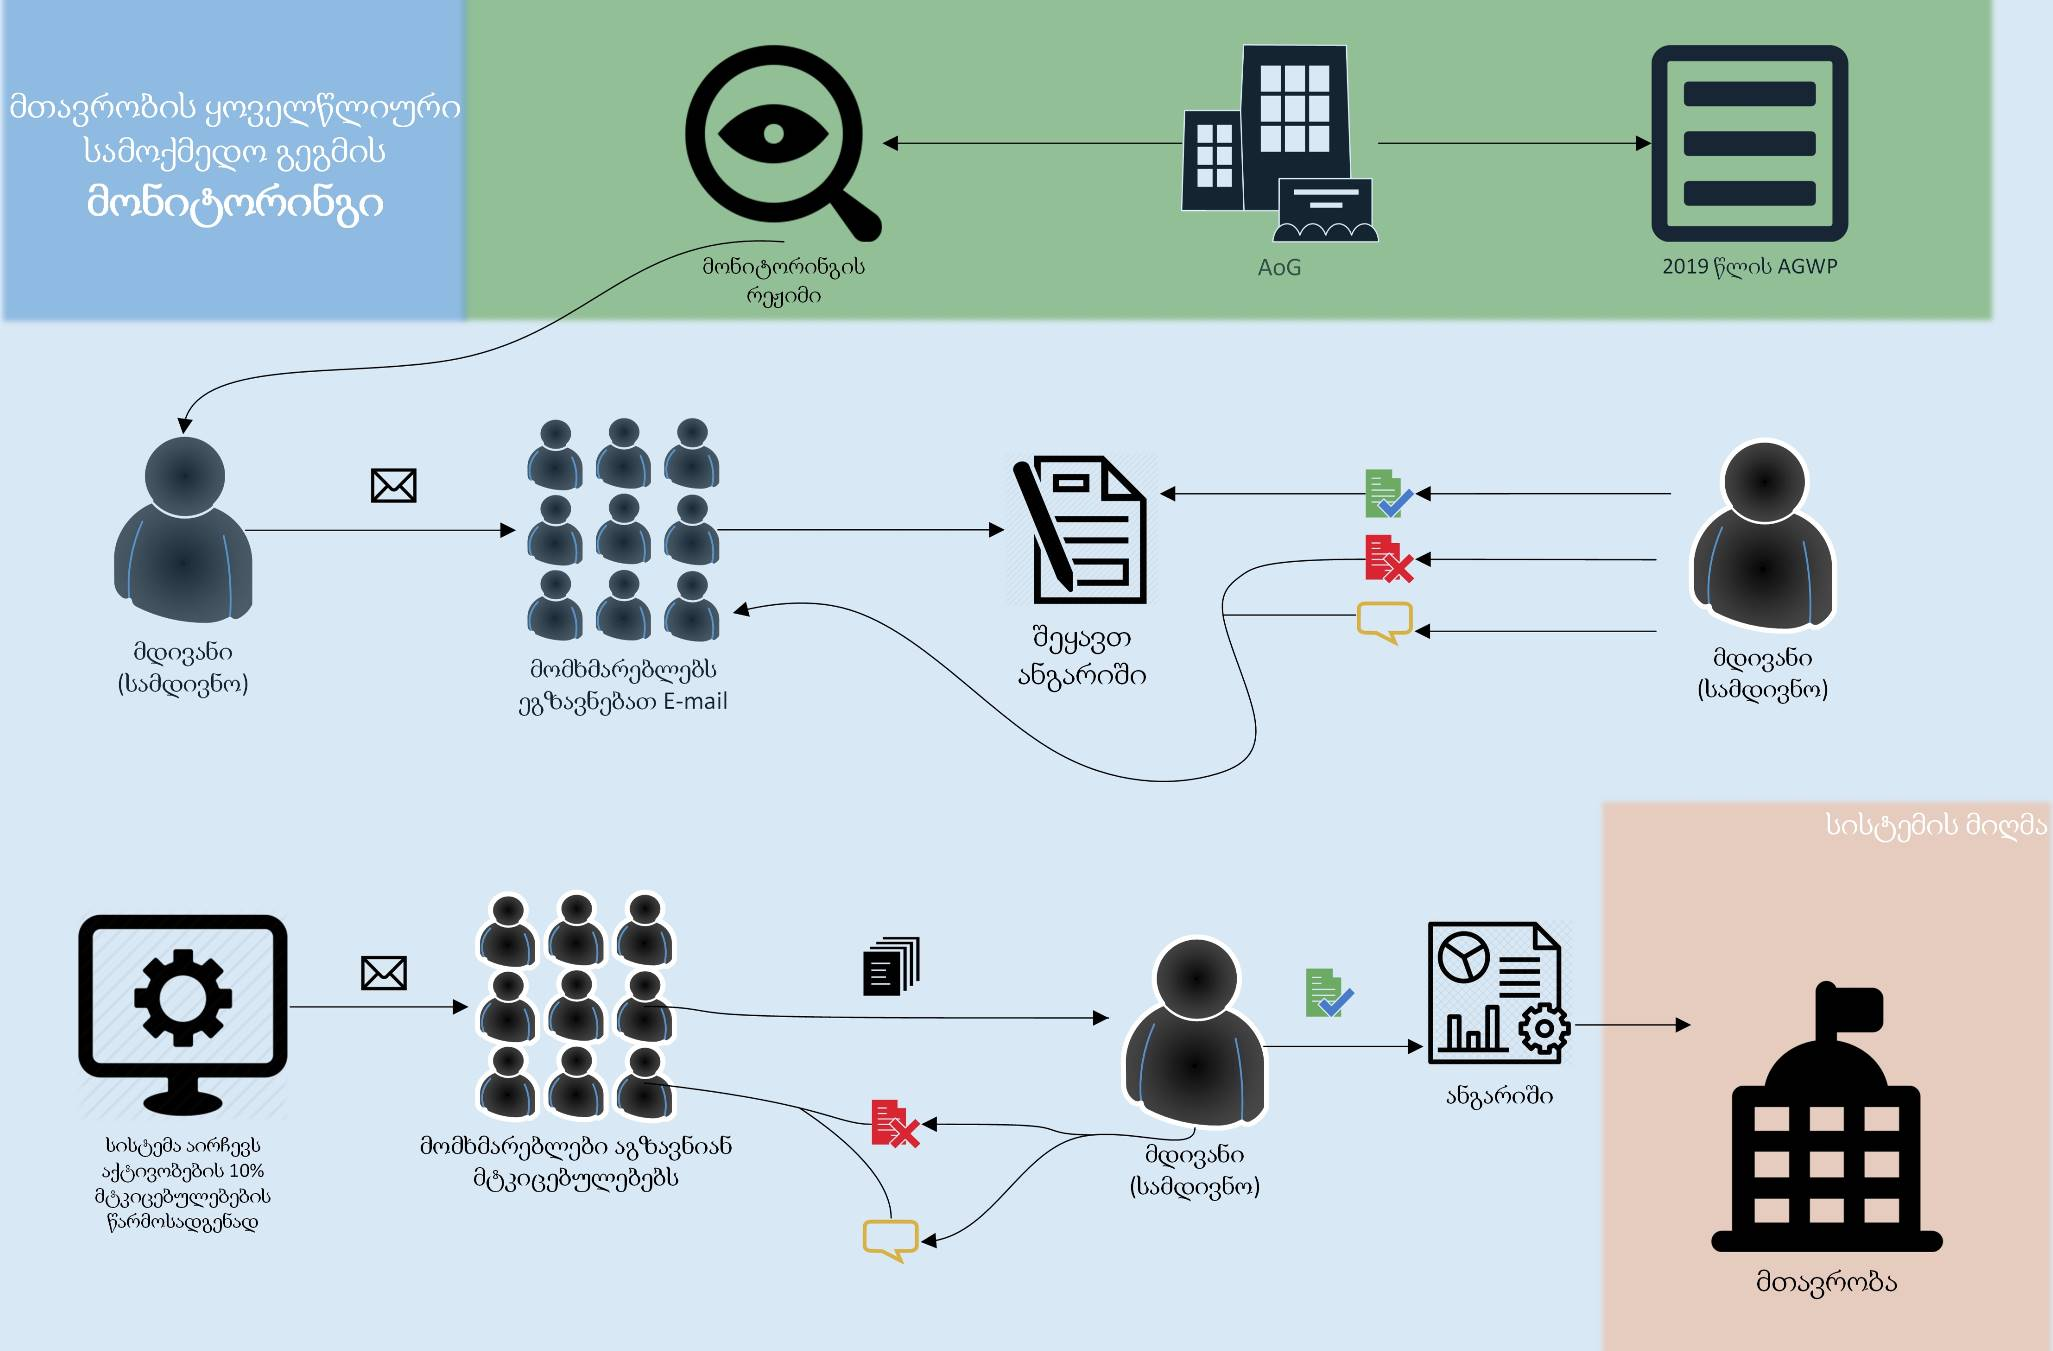 მთავრობის ყოველწლიური
სამოქმედო გეგმის
მონიტორინგი
მონიტორინგის
რეჟიმი
AoG
2019 წლის AGWP
მდივანი
(სამდივნო)
მომხმარებლებს
ეგზავნებათ E-mail
შეყავთ
ანგარიში
მდივანი
(სამდივნო)
სისტემის მიღმა
სისტემა აირჩევს
აქტივობების 10%
მტკიცებულებების
წარმოსადგენად
მომხმარებლები აგზავნიან
მტკიცებულებებს
მდივანი
(სამდივნო)
ანგარიში
მთავრობა